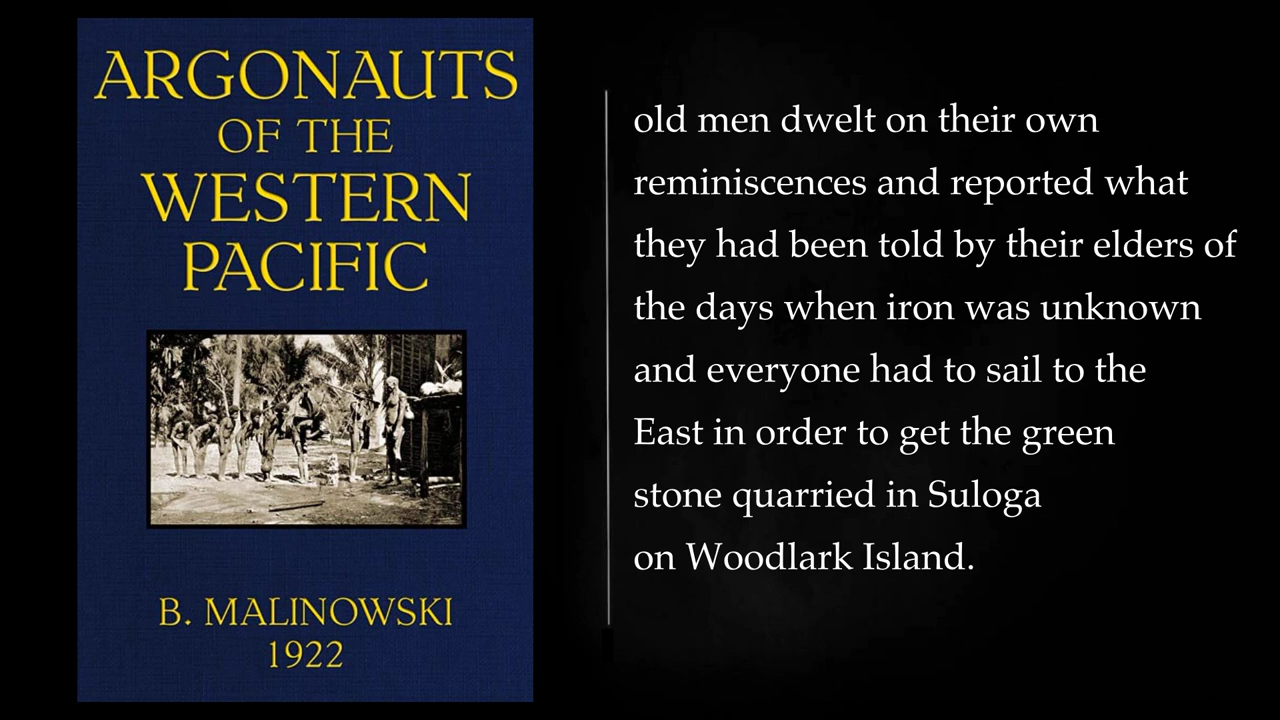 ARGONAUTS
OF THE
WESTERN
PACIFIC
B. MALINOWSKI
1922
old men dwelt on their own
reminiscences and reported what
they had been told by their elders of
the days when iron was unknown
and everyone had to sail to the
East in order to get the green
stone quarried in Suloga
on Woodlark Island.